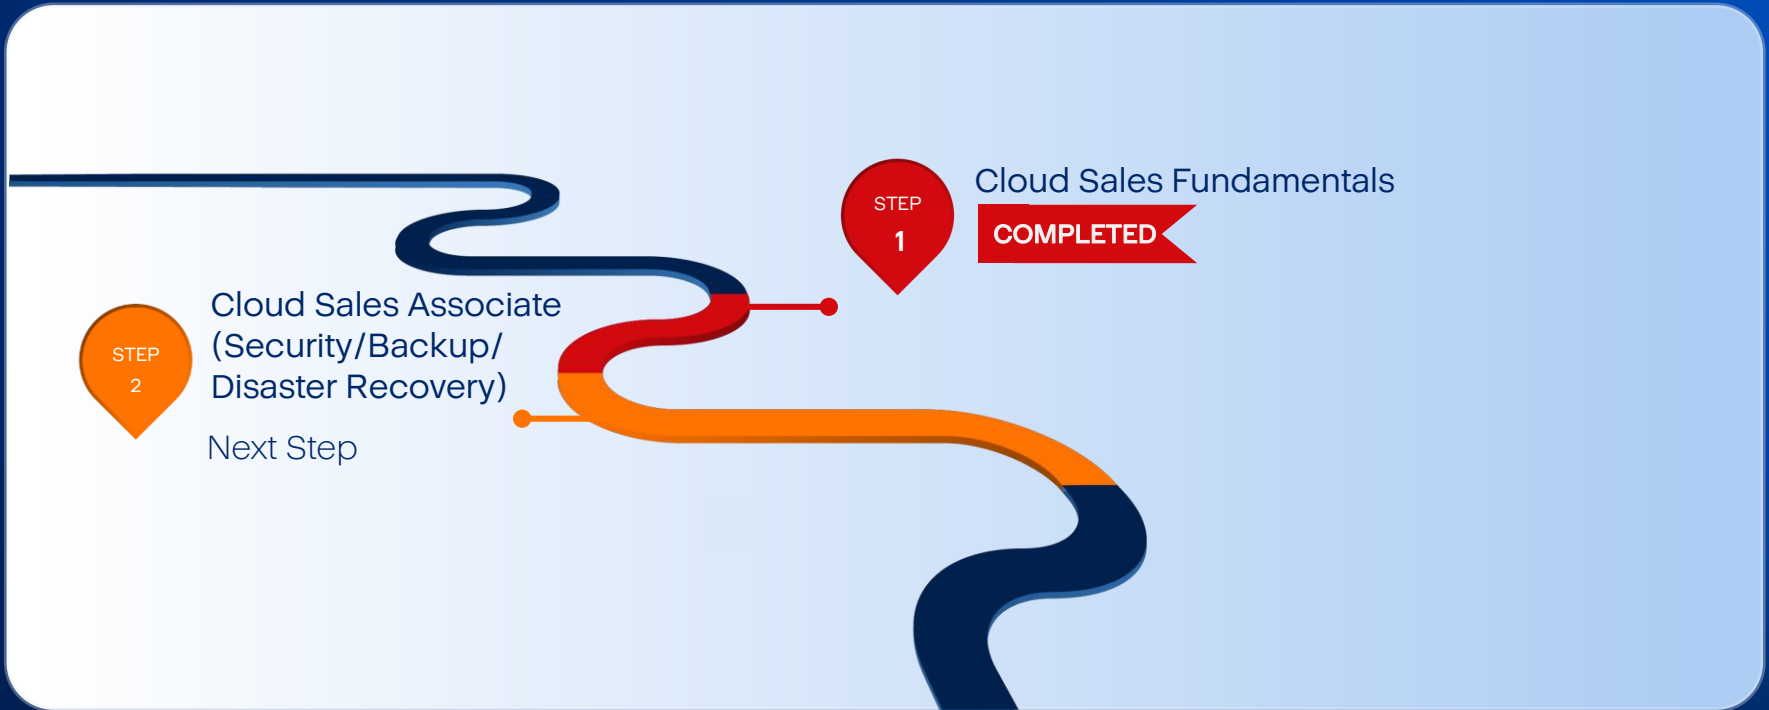 STEP
1
Cloud Sales Fundamentals
COMPLETED
STEP
2
Cloud Sales Associate
(Security/Backup/
Disaster Recovery)
Next Step